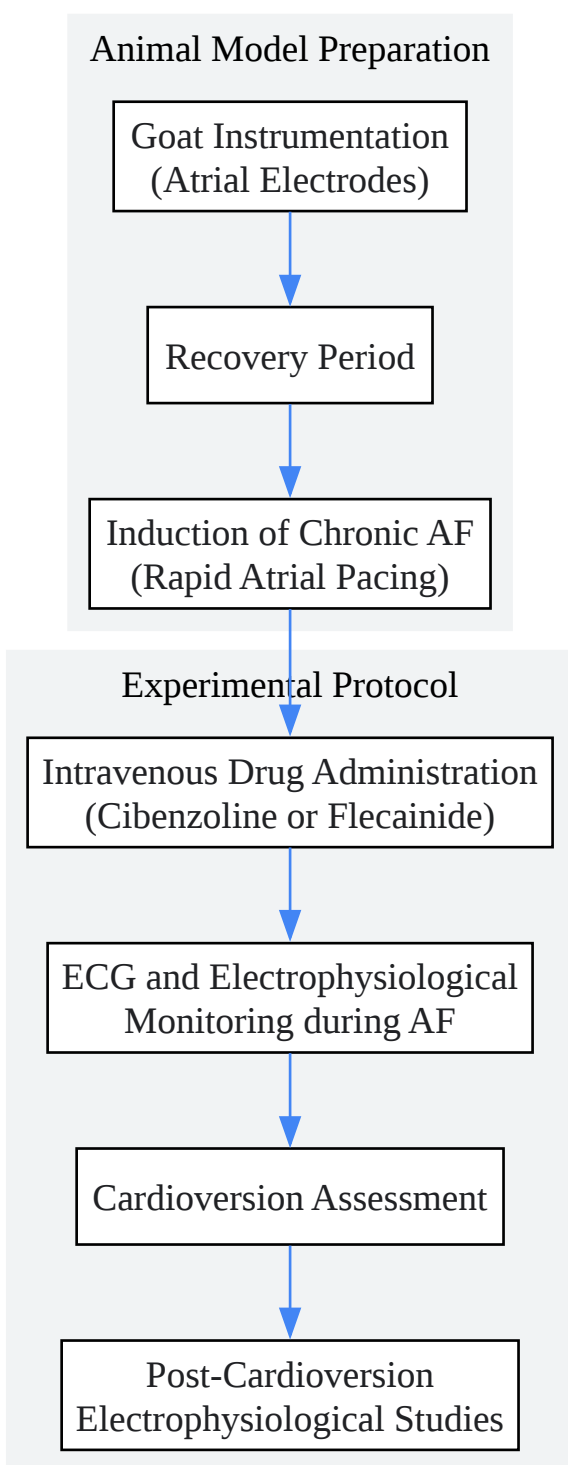 Animal Model Preparation
Goat Instrumentation
(Atrial Electrodes)
Recovery Period
Induction of Chronic AF
(Rapid Atrial Pacing)
Experimental Protocol
Intravenous Drug Administration
(Cibenzoline or Flecainide)
ECG and Electrophysiological
Monitoring during AF
Cardioversion Assessment
Post-Cardioversion
Electrophysiological Studies